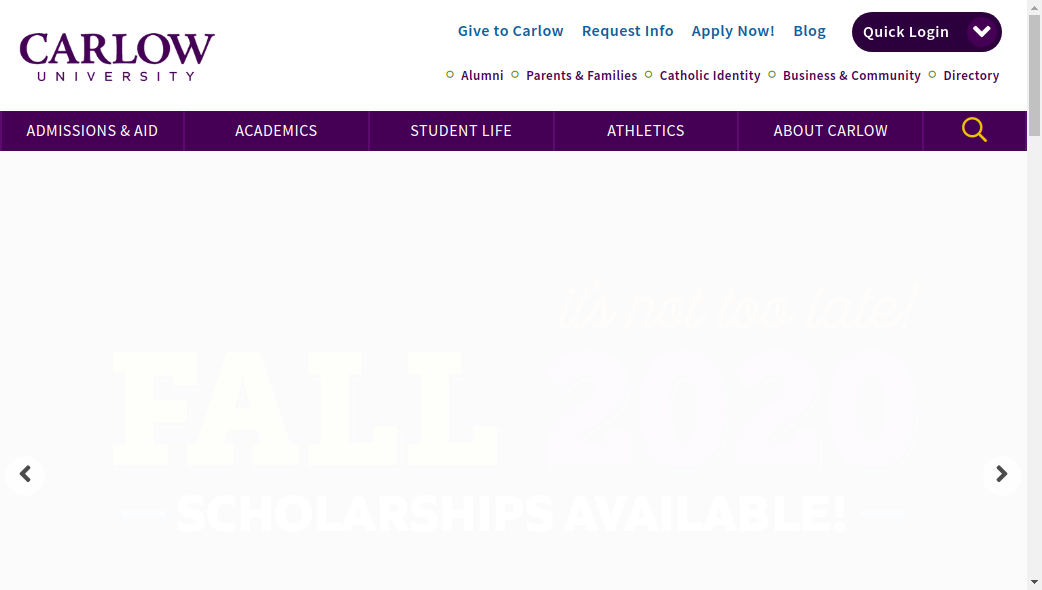 Give to Carlow Request Info Apply Now! Blog Quick Login
CARLOW
UNIVERSITY
Alumni Parents & Families Catholic Identity Business & Community Directory
ADMISSIONS & AID ACADEMICS STUDENT LIFE ATHLETICS ABOUT CARLOW
it's not too late!
FALL 2020
SCHOLARSHIPS AVAILABLE!